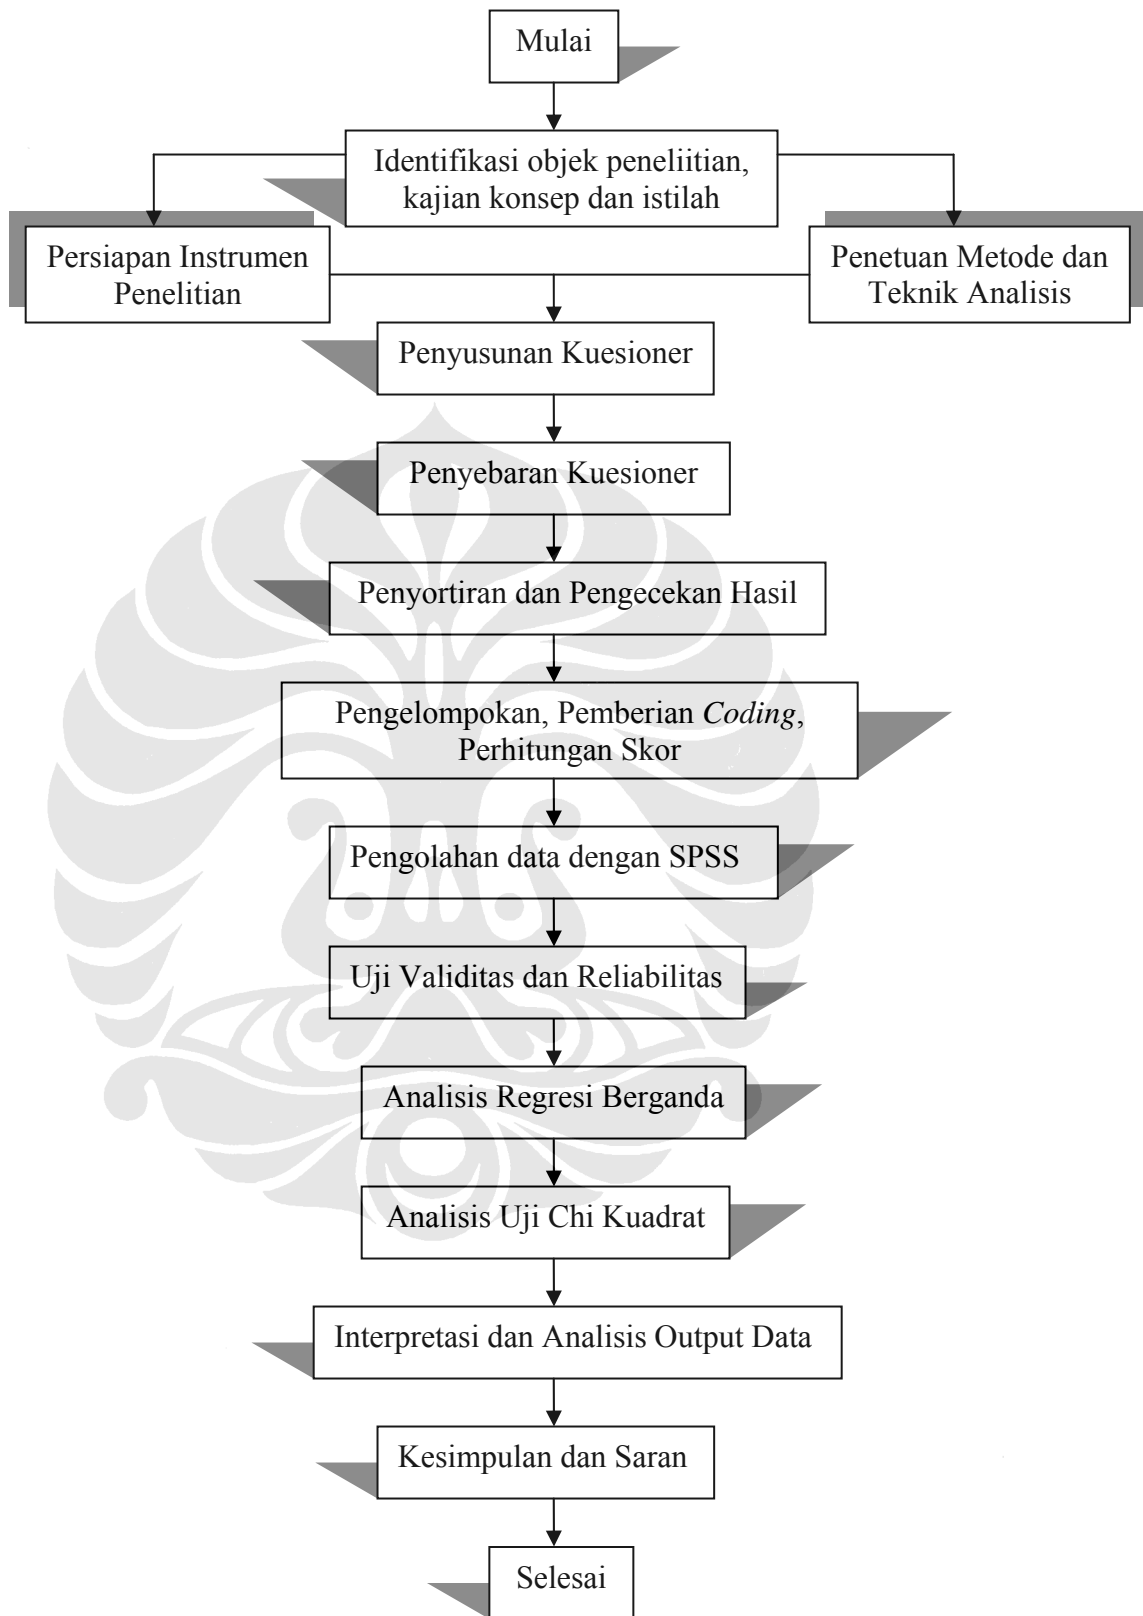 Mulai
Identifikasi objek peneliitian,
kajian konsep dan istilah
Persiapan Instrumen
Penelitian
Penetuan Metode dan
Teknik Analisis
Penyusunan Kuesioner
Penyebaran Kuesioner
Penyortiran dan Pengecekan Hasil
Pengelompokan, Pemberian Coding,
Perhitungan Skor
Pengolahan data dengan SPSS
Uji Validitas dan Reliabilitas
Analisis Regresi Berganda
Analisis Uji Chi Kuadrat
Interpretasi dan Analisis Output Data
Kesimpulan dan Saran
Selesai